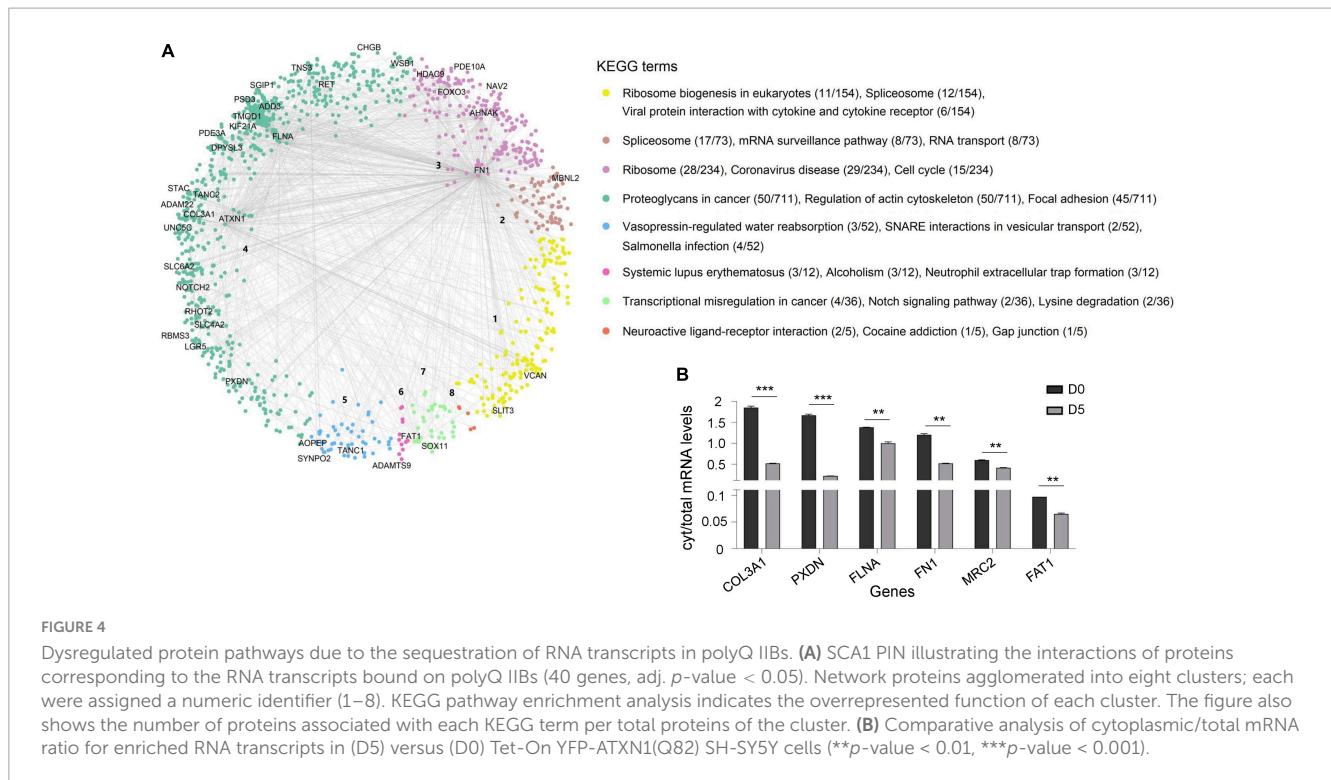 A
CHGB
TNS3
WSB1
PDE10A
HDAC9
SGIP1
RET
FOXO3
NAV2
PSD3
ADD3
AHNAK
TMOD1
KIF21A
PDE3A
FLNA
DPYSL3
3
FN1
MBNL2
STAC
TANC2
ADAM22
COL3A1
ATXN1
2
UNC5C
4
SLC6A2
NOTCH2
1
RHOT2
SLC4A2
RBMS3
LGR5
7
PXDN
5
6
8
VCAN
SLIT3
AOPEP
FAT1
SYNPO2
TANC1
SOX11
ADAMTS9
KEGG terms
Ribosome biogenesis in eukaryotes (11/154), Spliceosome (12/154),
Viral protein interaction with cytokine and cytokine receptor (6/154)
Spliceosome (17/73), mRNA surveillance pathway (8/73), RNA transport (8/73)
Ribosome (28/234), Coronavirus disease (29/234), Cell cycle (15/234)
Proteoglycans in cancer (50/711), Regulation of actin cytoskeleton (50/711), Focal adhesion (45/711)
Vasopressin-regulated water reabsorption (3/52), SNARE interactions in vesicular transport (2/52),
Salmonella infection (4/52)
Systemic lupus erythematosus (3/12), Alcoholism (3/12), Neutrophil extracellular trap formation (3/12)
Transcriptional misregulation in cancer (4/36), Notch signaling pathway (2/36), Lysine degradation (2/36)
Neuroactive ligand-receptor interaction (2/5), Cocaine addiction (1/5), Gap junction (1/5)
B
D0
D5
*** *** ** ** ** **
cyt/total mRNA levels
2
1.5
1.0
0.5
0.1
0.05
0
COL3A1 PXDN FLNA FN1 MRC2 FAT1
Genes
FIGURE 4
Dysregulated protein pathways due to the sequestration of RNA transcripts in polyQ IIBs. (A) SCA1 PIN illustrating the interactions of proteins
corresponding to the RNA transcripts bound on polyQ IIBs (40 genes, adj. p-value < 0.05). Network proteins agglomerated into eight clusters; each
were assigned a numeric identifier (1–8). KEGG pathway enrichment analysis indicates the overrepresented function of each cluster. The figure also
shows the number of proteins associated with each KEGG term per total proteins of the cluster. (B) Comparative analysis of cytoplasmic/total mRNA
ratio for enriched RNA transcripts in (D5) versus (D0) Tet-On YFP-ATXN1(Q82) SH-SY5Y cells (**p-value < 0.01, ***p-value < 0.001).